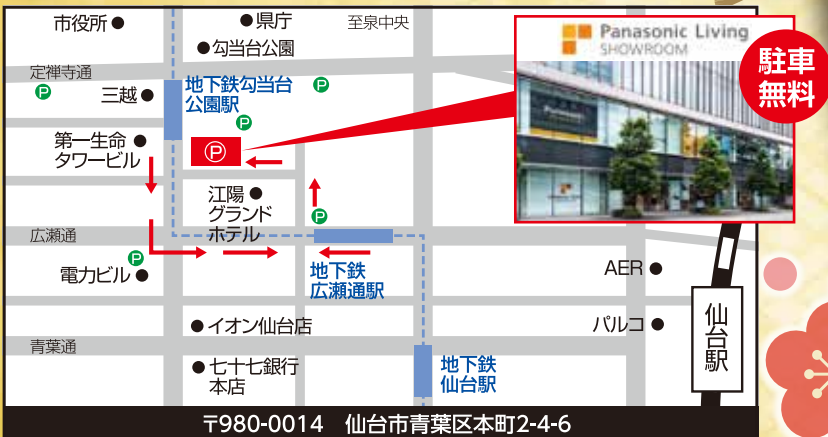 市役所
県庁
至泉中央
勾当台公園
定禅寺通
P
三越
地下鉄勾当台
公園駅
P
P
第一生命
タワービル
P
Panasonic Living
SHOWROOM
駐車
無料
江陽
グランド
ホテル
P
広瀬通
P
電力ビル
地下鉄
広瀬通駅
AER
イオン仙台店
パルコ
仙台駅
青葉通
七十七銀行
本店
地下鉄
仙台駅
〒980-0014 仙台市青葉区本町2-4-6